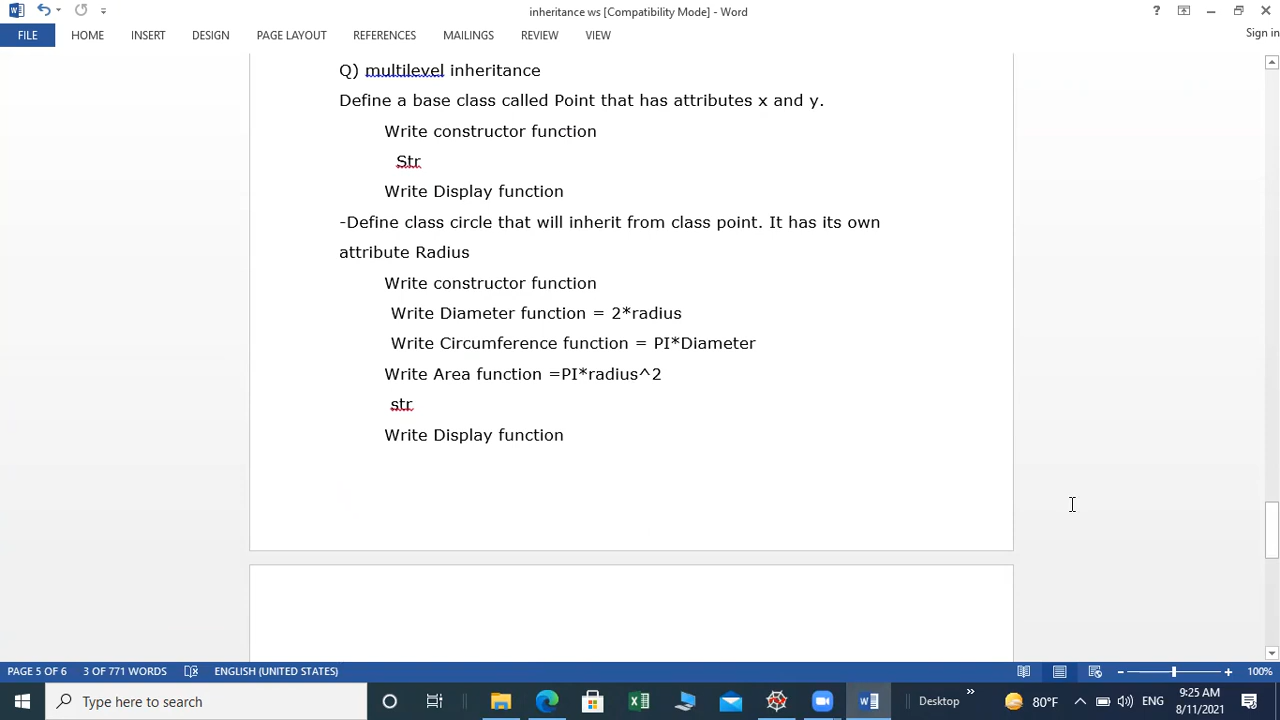 inheritance ws [Compatibility Mode] - Word
?
Sign in
FILE HOME INSERT DESIGN PAGE LAYOUT REFERENCES MAILINGS REVIEW VIEW
Q) multilevel inheritance
Define a base class called Point that has attributes x and y.
Write constructor function
Str
Write Display function
-Define class circle that will inherit from class point. It has its own
attribute Radius
Write constructor function
Write Diameter function = 2*radius
Write Circumference function = PI*Diameter
Write Area function =PI*radius^2
str
Write Display function
PAGE 5 OF 6 3 OF 771 WORDS ENGLISH (UNITED STATES) 100%
Type here to search
Desktop
80°F
ENG
9:25 AM
8/11/2021